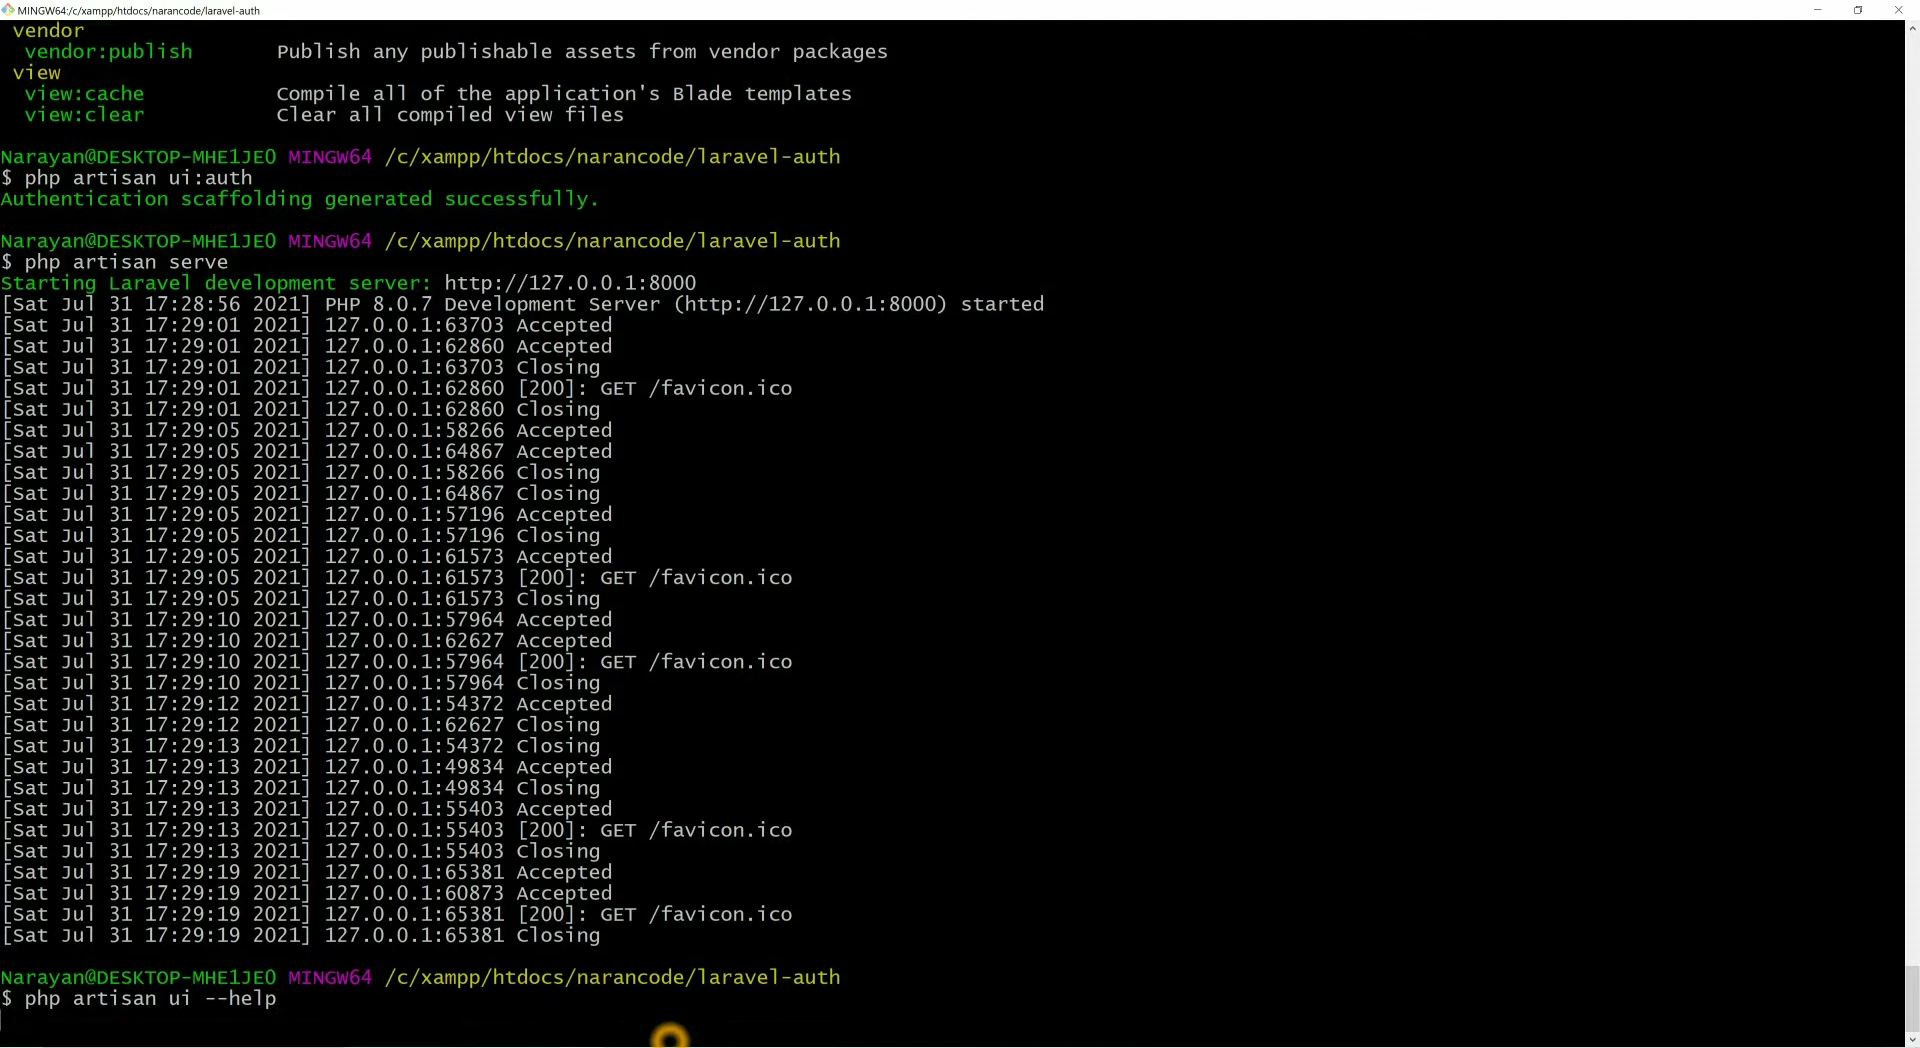 MINGW64:/c/xampp/htdocs/narancode/laravel-auth
vendor
vendor:publish Publish any publishable assets from vendor packages
view
view:cache Compile all of the application's Blade templates
view:clear Clear all compiled view files
Narayan@DESKTOP-MHE1JE0 MINGW64 /c/xampp/htdocs/narancode/laravel-auth
$ php artisan ui:auth
Authentication scaffolding generated successfully.
Narayan@DESKTOP-MHE1JE0 MINGW64 /c/xampp/htdocs/narancode/laravel-auth
$ php artisan serve
Starting Laravel development server: http://127.0.0.1:8000
[Sat Jul 31 17:28:56 2021] PHP 8.0.7 Development Server (http://127.0.0.1:8000) started
[Sat Jul 31 17:29:01 2021] 127.0.0.1:63703 Accepted
[Sat Jul 31 17:29:01 2021] 127.0.0.1:62860 Accepted
[Sat Jul 31 17:29:01 2021] 127.0.0.1:63703 Closing
[Sat Jul 31 17:29:01 2021] 127.0.0.1:62860 [200]: GET /favicon.ico
[Sat Jul 31 17:29:01 2021] 127.0.0.1:62860 Closing
[Sat Jul 31 17:29:05 2021] 127.0.0.1:58266 Accepted
[Sat Jul 31 17:29:05 2021] 127.0.0.1:64867 Accepted
[Sat Jul 31 17:29:05 2021] 127.0.0.1:58266 Closing
[Sat Jul 31 17:29:05 2021] 127.0.0.1:64867 Closing
[Sat Jul 31 17:29:05 2021] 127.0.0.1:57196 Accepted
[Sat Jul 31 17:29:05 2021] 127.0.0.1:57196 Closing
[Sat Jul 31 17:29:05 2021] 127.0.0.1:61573 Accepted
[Sat Jul 31 17:29:05 2021] 127.0.0.1:61573 [200]: GET /favicon.ico
[Sat Jul 31 17:29:05 2021] 127.0.0.1:61573 Closing
[Sat Jul 31 17:29:10 2021] 127.0.0.1:57964 Accepted
[Sat Jul 31 17:29:10 2021] 127.0.0.1:62627 Accepted
[Sat Jul 31 17:29:10 2021] 127.0.0.1:57964 [200]: GET /favicon.ico
[Sat Jul 31 17:29:10 2021] 127.0.0.1:57964 Closing
[Sat Jul 31 17:29:12 2021] 127.0.0.1:54372 Accepted
[Sat Jul 31 17:29:12 2021] 127.0.0.1:62627 Closing
[Sat Jul 31 17:29:13 2021] 127.0.0.1:54372 Closing
[Sat Jul 31 17:29:13 2021] 127.0.0.1:49834 Accepted
[Sat Jul 31 17:29:13 2021] 127.0.0.1:49834 Closing
[Sat Jul 31 17:29:13 2021] 127.0.0.1:55403 Accepted
[Sat Jul 31 17:29:13 2021] 127.0.0.1:55403 [200]: GET /favicon.ico
[Sat Jul 31 17:29:13 2021] 127.0.0.1:55403 Closing
[Sat Jul 31 17:29:19 2021] 127.0.0.1:65381 Accepted
[Sat Jul 31 17:29:19 2021] 127.0.0.1:60873 Accepted
[Sat Jul 31 17:29:19 2021] 127.0.0.1:65381 [200]: GET /favicon.ico
[Sat Jul 31 17:29:19 2021] 127.0.0.1:65381 Closing
Narayan@DESKTOP-MHE1JE0 MINGW64 /c/xampp/htdocs/narancode/laravel-auth
$ php artisan ui --help